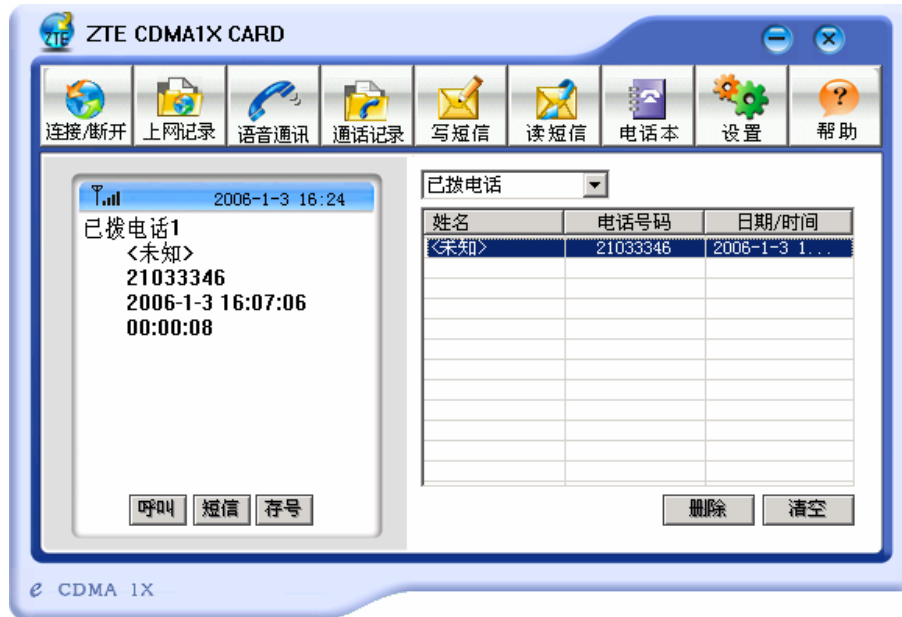 ZTE ZTE CDMA1X CARD
连接/断开 上网记录 语音通讯 通话记录 写短信 读短信 电话本 设置 帮助
2006-1-3 16:24
已拨电话1
<未知>
21033346
2006-1-3 16:07:06
00:00:08
呼叫 短信 存号
已拨电话
姓名 电话号码 日期/时间
<未知> 21033346 2006-1-3 1...
删除 清空
e CDMA 1X